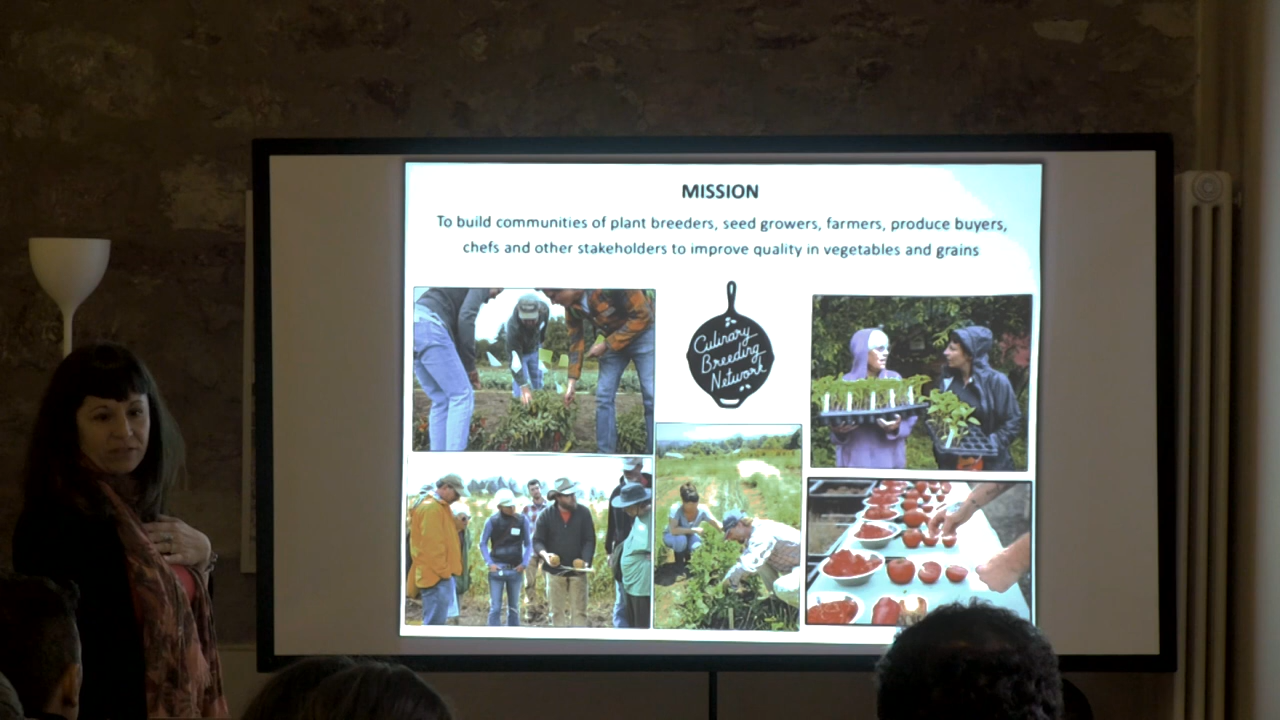 MISSION
To build communities of plant breeders, seed growers, farmers, produce buyers,
chefs and other stakeholders to improve quality in vegetables and grains
Culinary
Breeding
Network